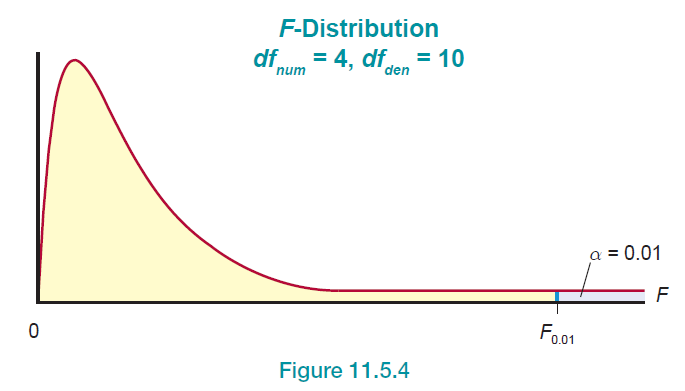 F-Distribution
df_num = 4, df_den = 10
α = 0.01
F
0
F_0.01
Figure 11.5.4